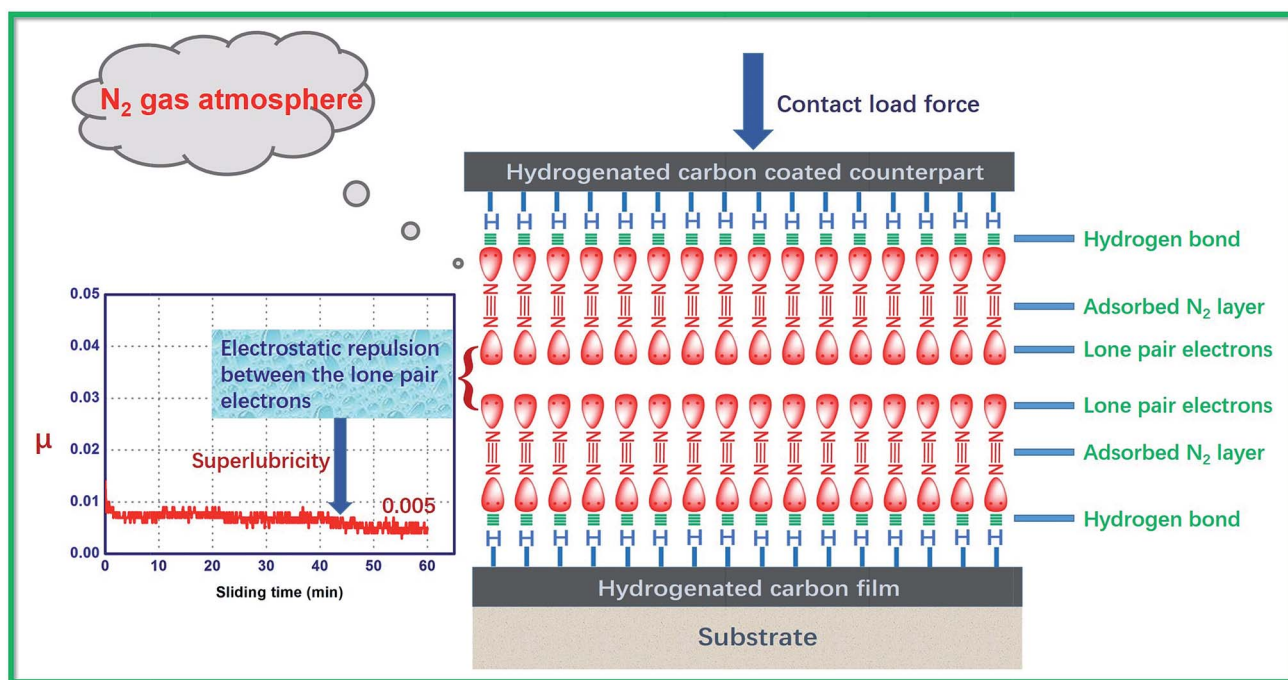 N₂ gas atmosphere
Contact load force
Hydrogenated carbon coated counterpart
H H H H H H H H H H H H H H H H
Hydrogen bond
N≡N N≡N N≡N N≡N N≡N N≡N N≡N N≡N N≡N N≡N N≡N N≡N N≡N N≡N N≡N N≡N
Adsorbed N₂ layer
Lone pair electrons
Lone pair electrons
N≡N N≡N N≡N N≡N N≡N N≡N N≡N N≡N N≡N N≡N N≡N N≡N N≡N N≡N N≡N N≡N
Adsorbed N₂ layer
Hydrogen bond
H H H H H H H H H H H H H H H H
Hydrogenated carbon film
Substrate
0.05
0.04
0.03
0.02
0.01
0.00
μ
Electrostatic repulsion
between the lone pair
electrons
{
Superlubricity
0.005
0 10 20 30 40 50 60
Sliding time (min)